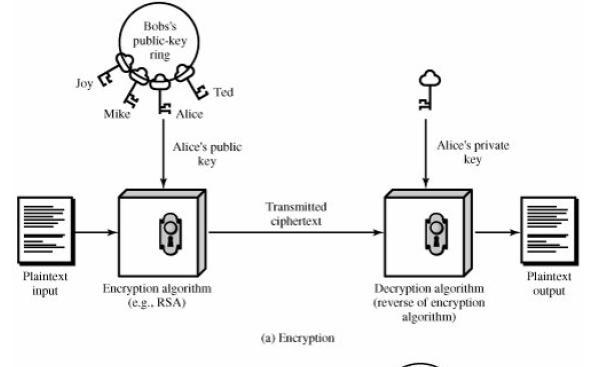 Bobs's
public-key
ring
Joy
Ted
Mike
Alice
Alice's public
key
Alice's private
key
Transmitted
ciphertext
Plaintext
input
Encryption algorithm
(e.g., RSA)
Decryption algorithm
(reverse of encryption
algorithm)
Plaintext
output
(a) Encryption